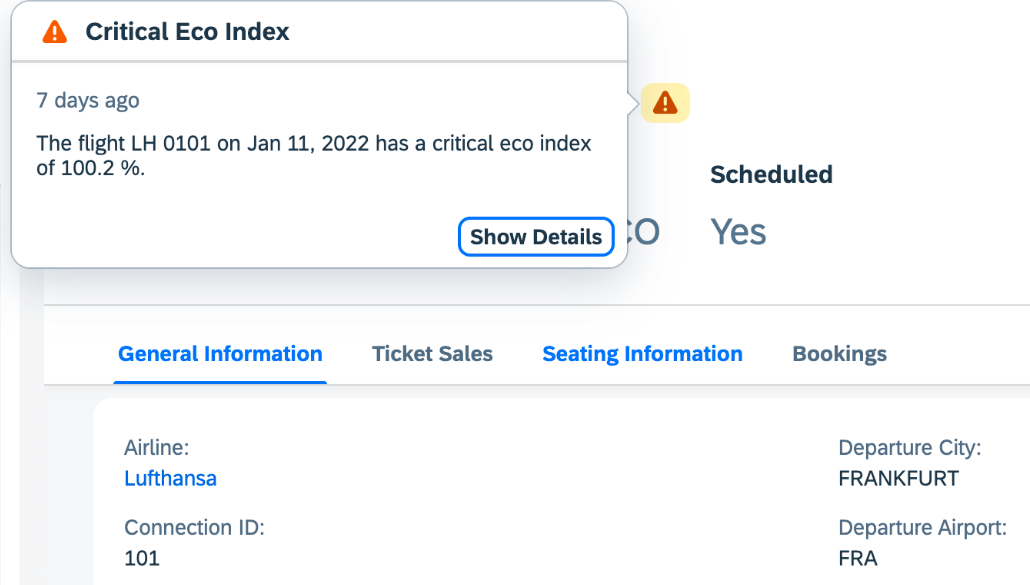 Critical Eco Index
7 days ago
The flight LH 0101 on Jan 11, 2022 has a critical eco index
of 100.2 %.
Show Details
Scheduled
Yes
General Information
Ticket Sales
Seating Information
Bookings
Airline:
Lufthansa
Connection ID:
101
Departure City:
FRANKFURT
Departure Airport:
FRA